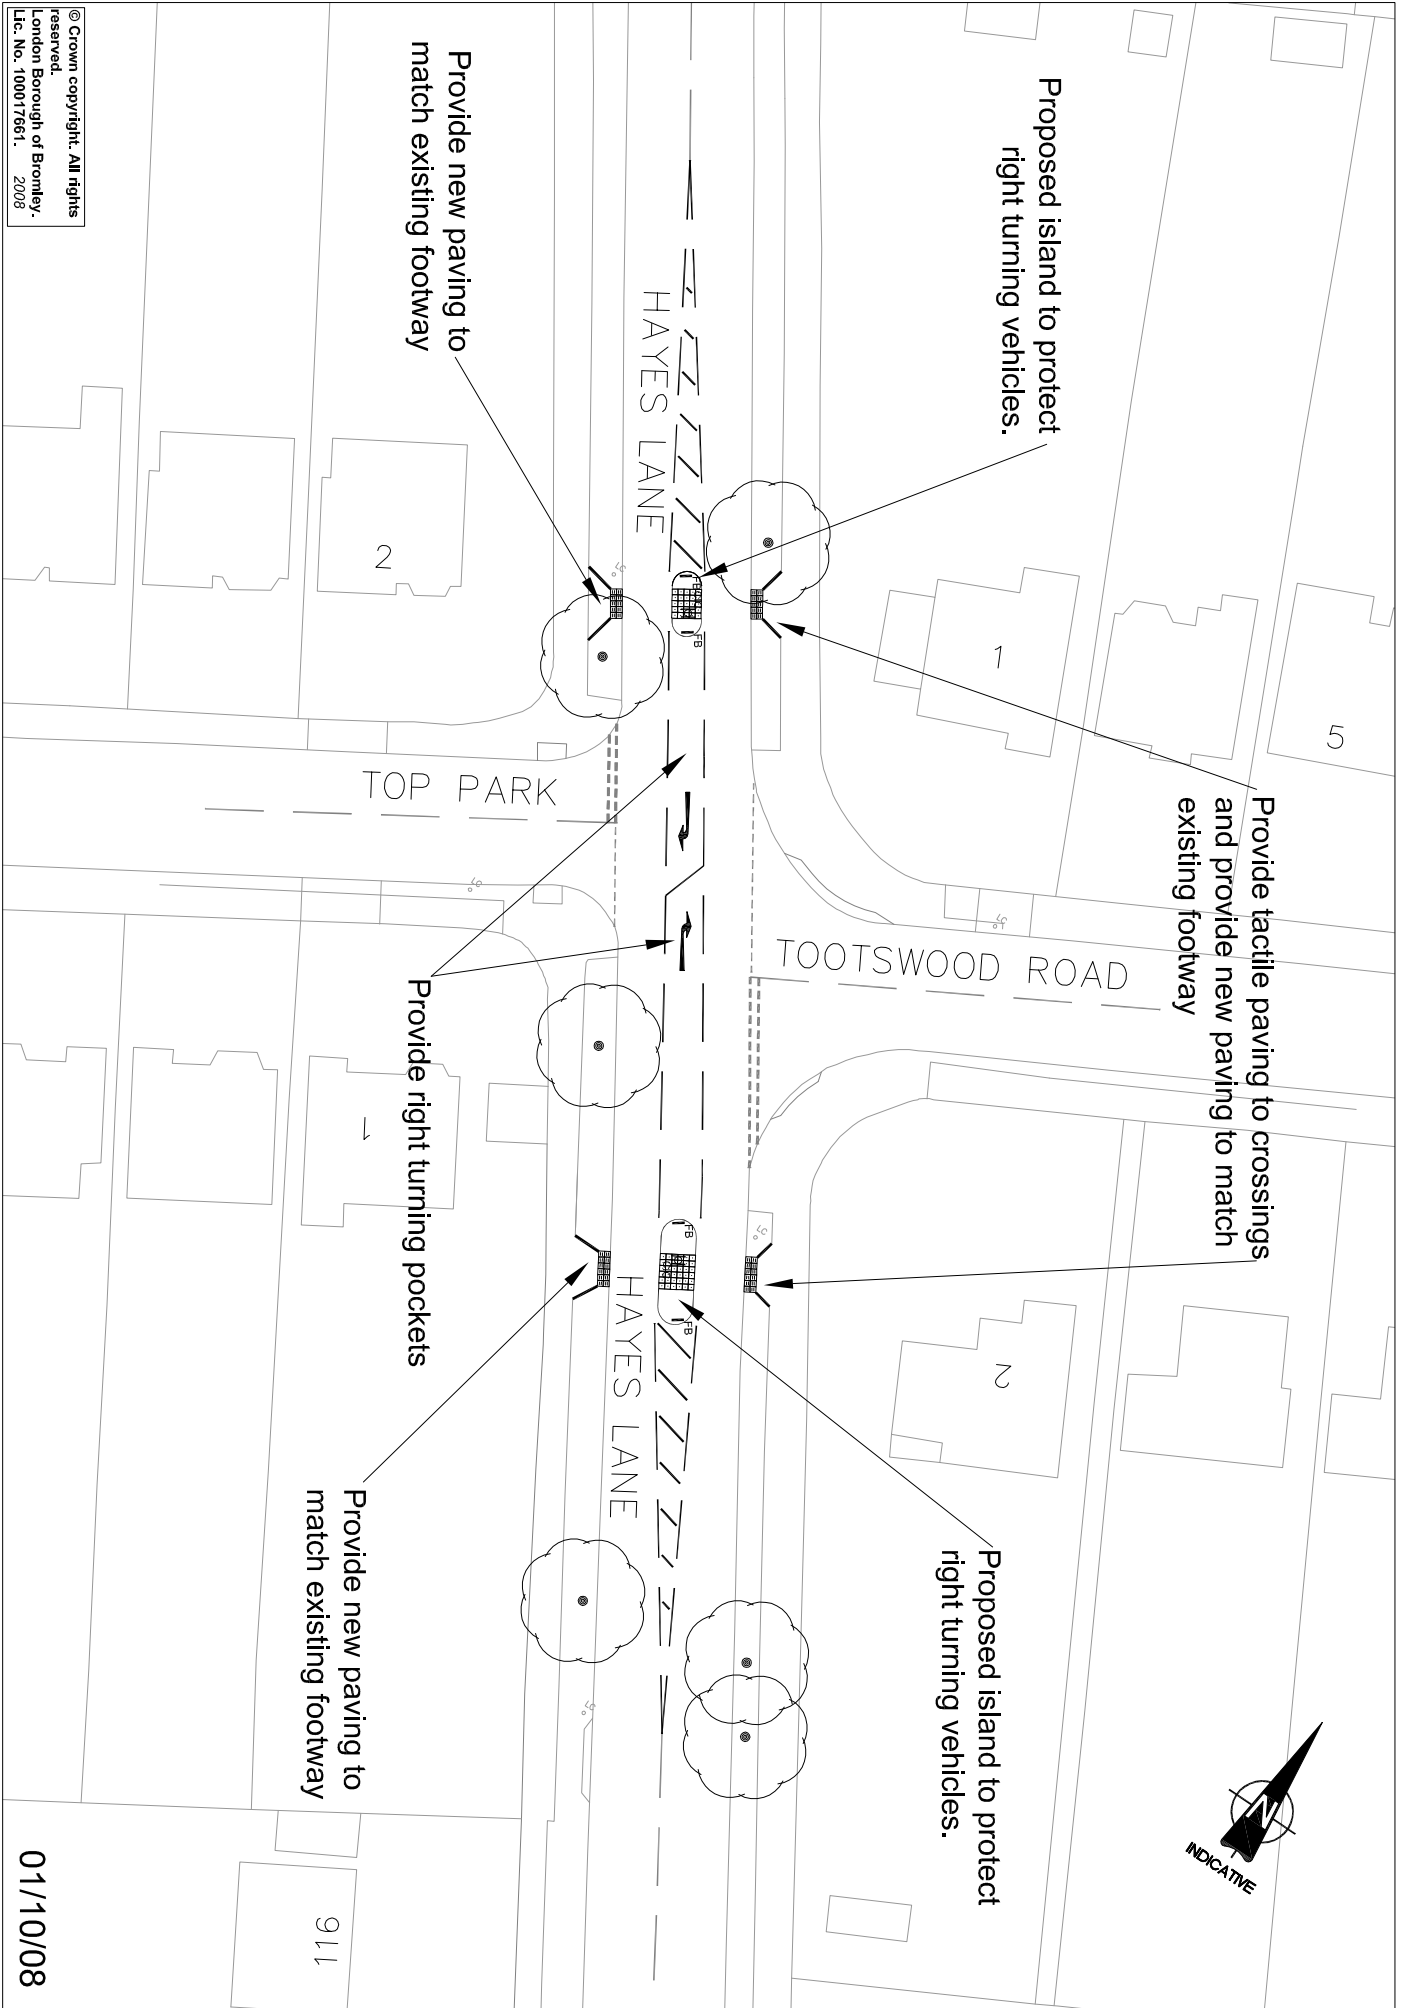 Provide tactile paving to crossings
and provide new paving to match
existing footway
N
INDICATIVE
5
Proposed island to protect
right turning vehicles.
1
2
Proposed island to protect
right turning vehicles.
TOOTSWOOD ROAD
FB
FB
FB
FB
HAYES LANE
HAYES LANE
Provide new paving to
match existing footway
TOP PARK
Provide right turning pockets
2
1
Provide new paving to
match existing footway
116
© Crown copyright. All rights
reserved.
London Borough of Bromley.
Lic. No. 100017661. 2008
01/10/08